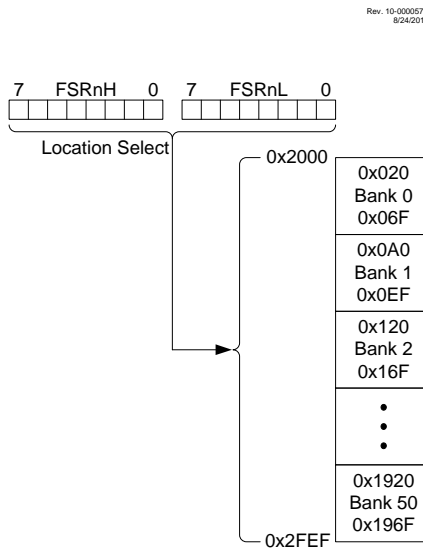 Rev. 10-000057
8/24/201
7 FSRnH 0 7 FSRnL 0
Location Select
0x2000
0x020
Bank 0
0x06F
0x0A0
Bank 1
0x0EF
0x120
Bank 2
0x16F
0x1920
Bank 50
0x196F
0x2FEF